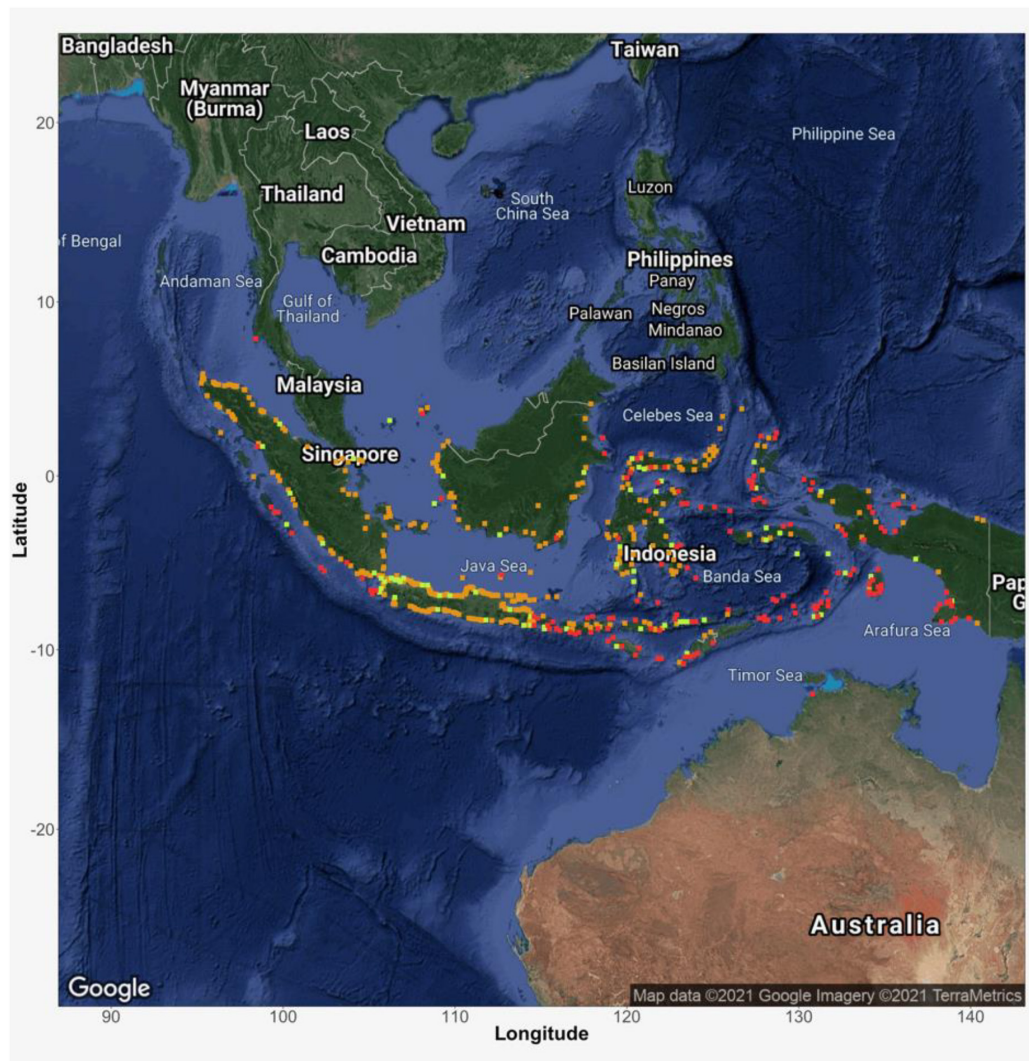 Bangladesh
Taiwan
Myanmar
(Burma)
20
Laos
Philippine Sea
Thailand
Luzon
South
China Sea
Vietnam
of Bengal
Cambodia
Philippines
Andaman Sea
Panay
10
Gulf of
Thailand
Palawan
Negros
Mindanao
Basilan Island
Malaysia
Celebes Sea
Singapore
0
Latitude
Indonesia
Java Sea
Banda Sea
Pap
G
Arafura Sea
-10
Timor Sea
-20
Australia
Google
Map data ©2021 Google Imagery ©2021 TerraMetrics
90
100
110
120
130
140
Longitude